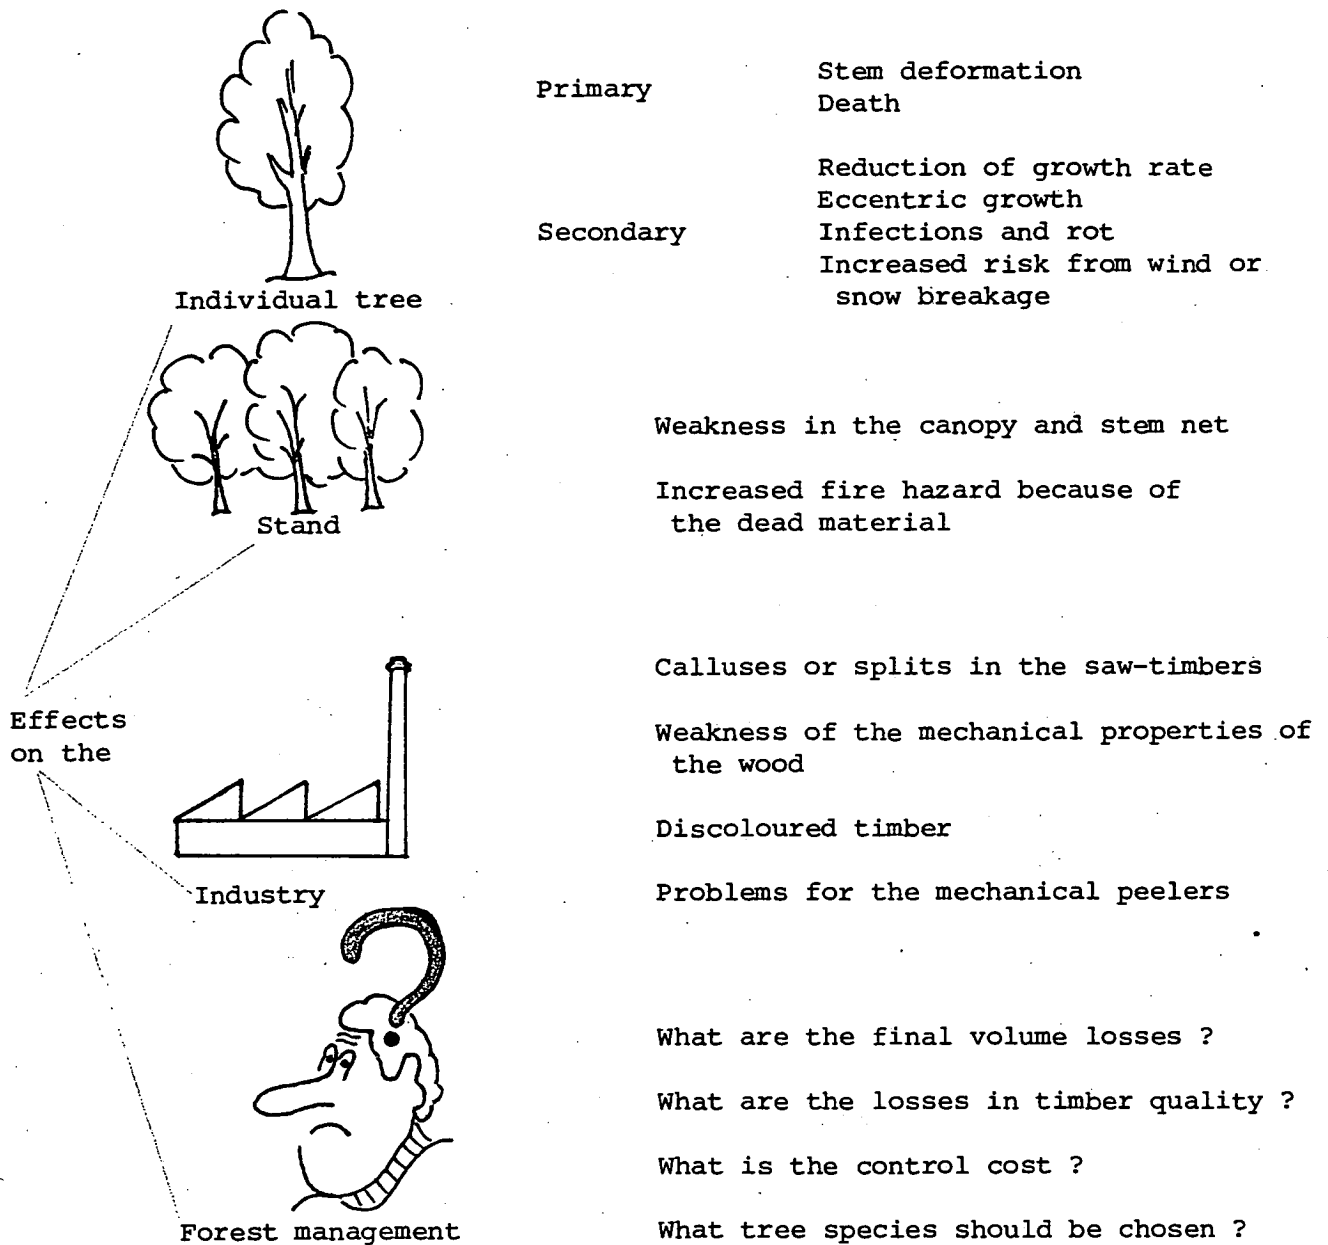 Primary
Stem deformation
Death
Secondary
Reduction of growth rate
Eccentric growth
Infections and rot
Increased risk from wind or
snow breakage
Individual tree
Weakness in the canopy and stem net
Increased fire hazard because of
the dead material
Stand
Effects
on the
Calluses or splits in the saw-timbers
Weakness of the mechanical properties of
the wood
Discoloured timber
Problems for the mechanical peelers
Industry
What are the final volume losses ?
What are the losses in timber quality ?
What is the control cost ?
What tree species should be chosen ?
Forest management